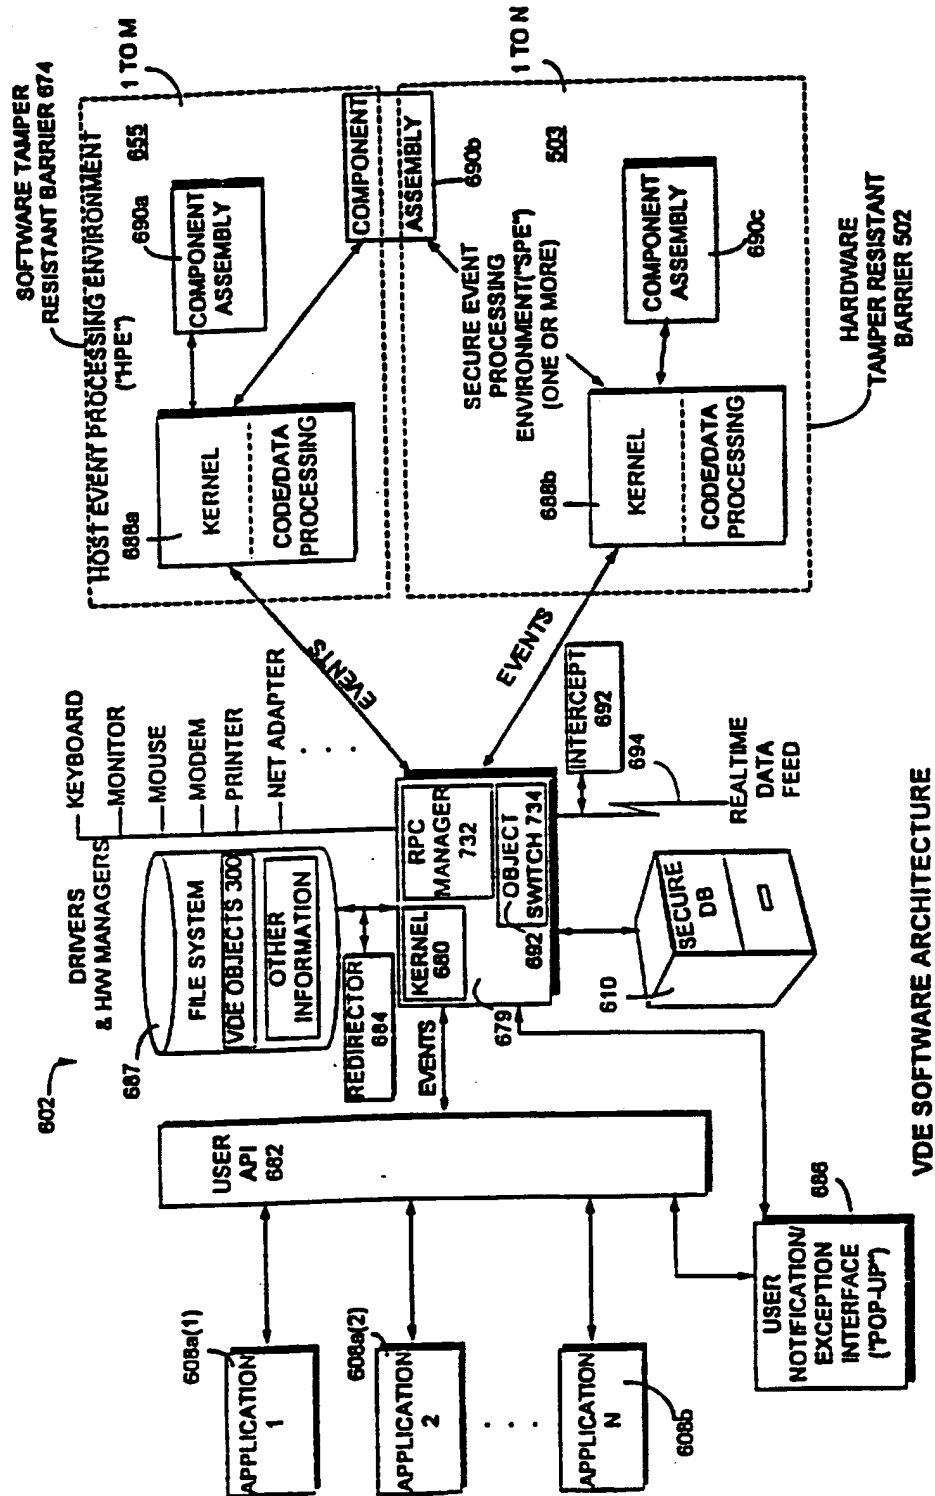 602
DRIVERS
& H/W MANAGERS
KEYBOARD
MONITOR
MOUSE
MODEM
PRINTER
NET ADAPTER
. . .
SOFTWARE TAMPER
RESISTANT BARRIER 674
HOST EVENT PROCESSING ENVIRONMENT
("HPE")
655
1 TO M
690a
COMPONENT
ASSEMBLY
688a
KERNEL
CODE/DATA
PROCESSING
COMPONENT
ASSEMBLY
690b
1 TO N
503
SECURE EVENT
PROCESSING
ENVIRONMENT("SPE")
(ONE OR MORE)
688b
KERNEL
CODE/DATA
PROCESSING
COMPONENT
ASSEMBLY
690c
HARDWARE
TAMPER RESISTANT
BARRIER 502
EVENTS
EVENTS
687
FILE SYSTEM
VDE OBJECTS 300
OTHER
INFORMATION
REDIRECTOR
684
EVENTS
KERNEL
680
RPC
MANAGER
732
692
OBJECT
SWITCH 734
679
INTERCEPT
692
694
REALTIME
DATA
FEED
610
SECURE
DB
USER
API
682
608a(1)
APPLICATION
1
608a(2)
APPLICATION
2
. . . .
APPLICATION
N
608b
686
USER
NOTIFICATION/
EXCEPTION
INTERFACE
("POP-UP")
VDE SOFTWARE ARCHITECTURE